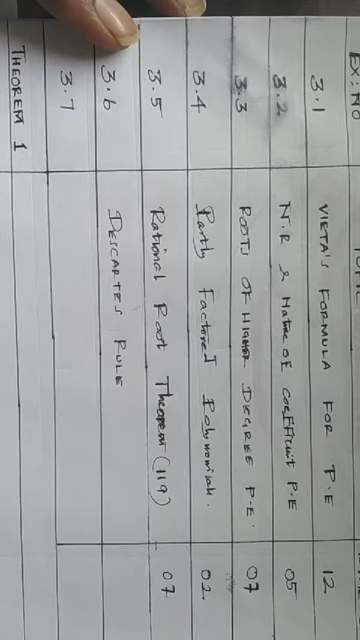 EX: NO
3.1 VIETA'S FORMULA FOR P.E 12
3.2 N.R & Nature OF Coefficient P.E 05
3.3 ROOTS OF HIGHER DEGREE P.E. 07
3.4 Partly Factored Polynomials. 02
3.5 Rational Root Theorem (119) 07
3.6 DESCARTES RULE
3.7
THEOREM 1